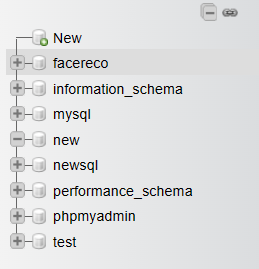 New
facereco
information_schema
mysql
new
newsql
performance_schema
phpmyadmin
test